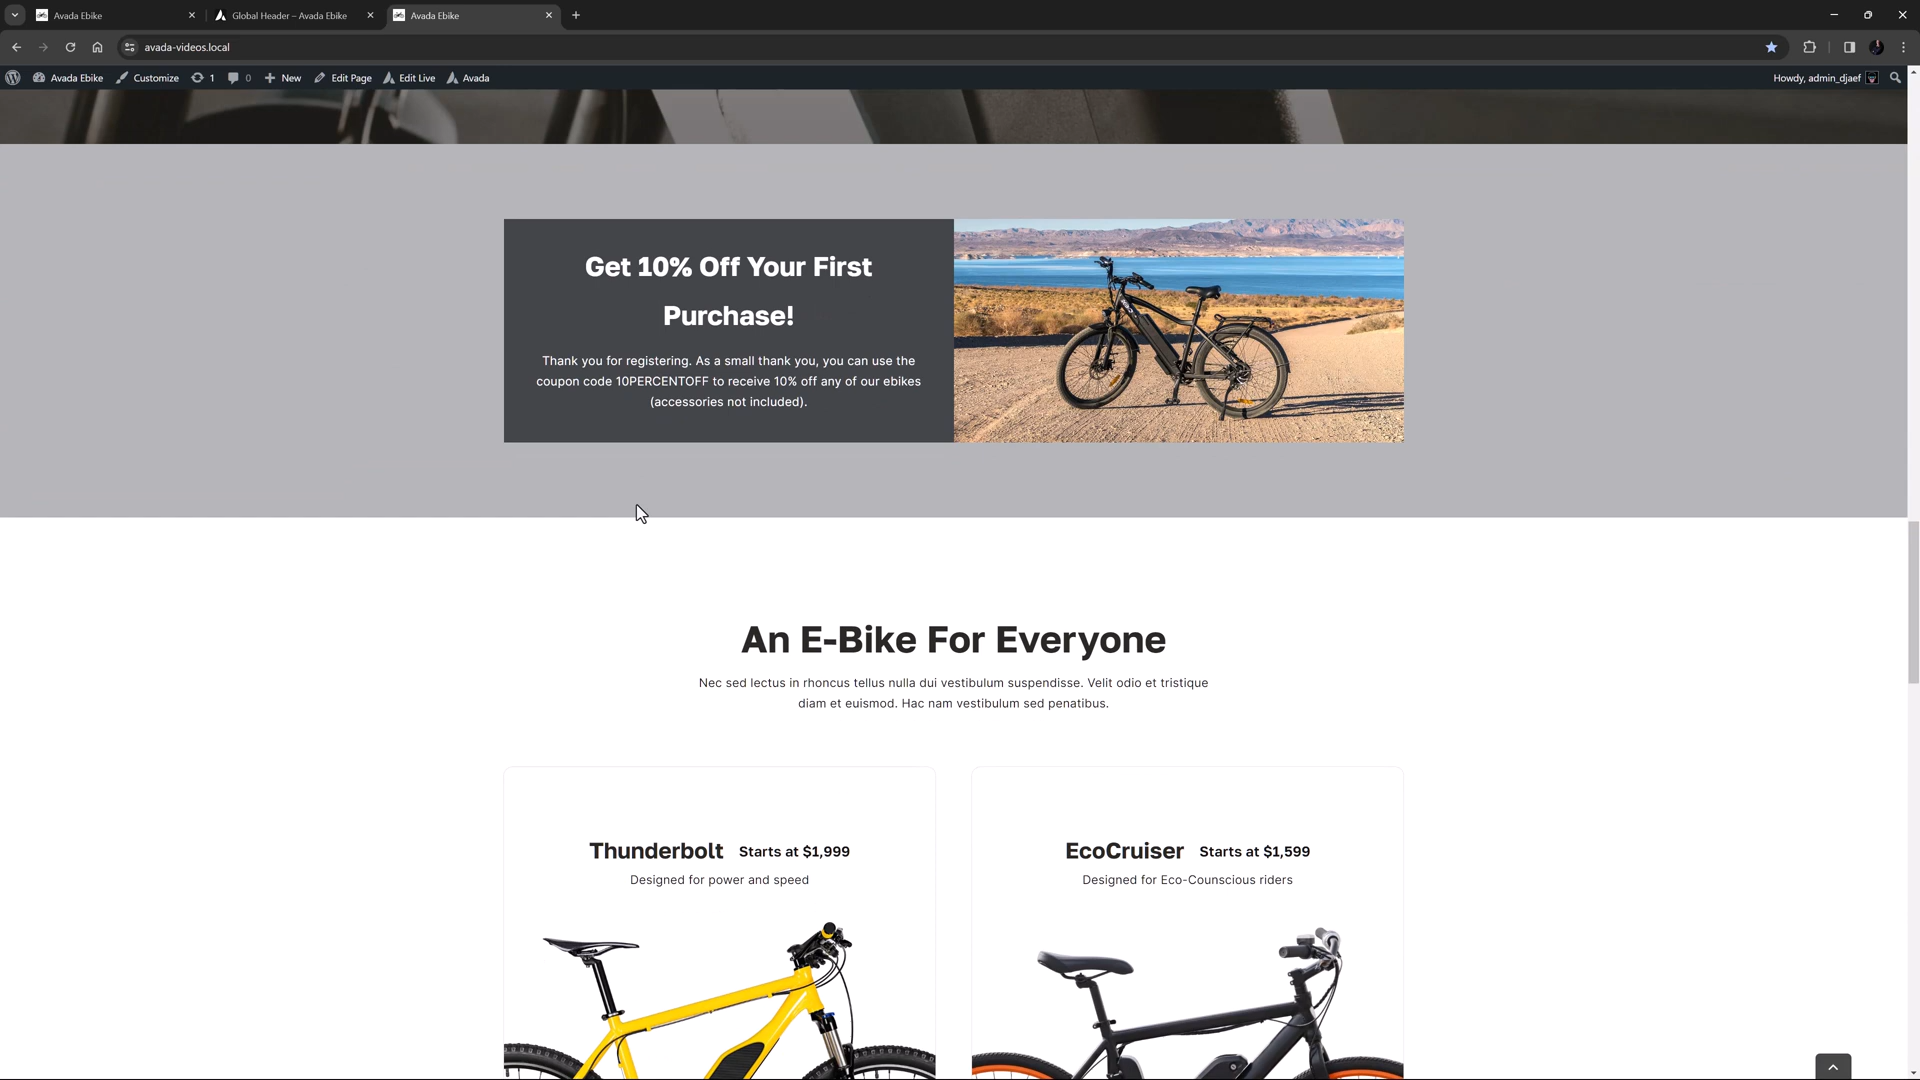 Avada Ebike
Global Header – Avada Ebike
Avada Ebike
avada-videos.local
Avada Ebike
Customize
1
0
New
Edit Page
Edit Live
Avada
Howdy, admin_djaef
Get 10% Off Your First
Purchase!
Thank you for registering. As a small thank you, you can use the
coupon code 10PERCENTOFF to receive 10% off any of our ebikes
(accessories not included).
An E-Bike For Everyone
Nec sed lectus in rhoncus tellus nulla dui vestibulum suspendisse. Velit odio et tristique
diam et euismod. Hac nam vestibulum sed penatibus.
Thunderbolt Starts at $1,999
Designed for power and speed
EcoCruiser Starts at $1,599
Designed for Eco-Counscious riders